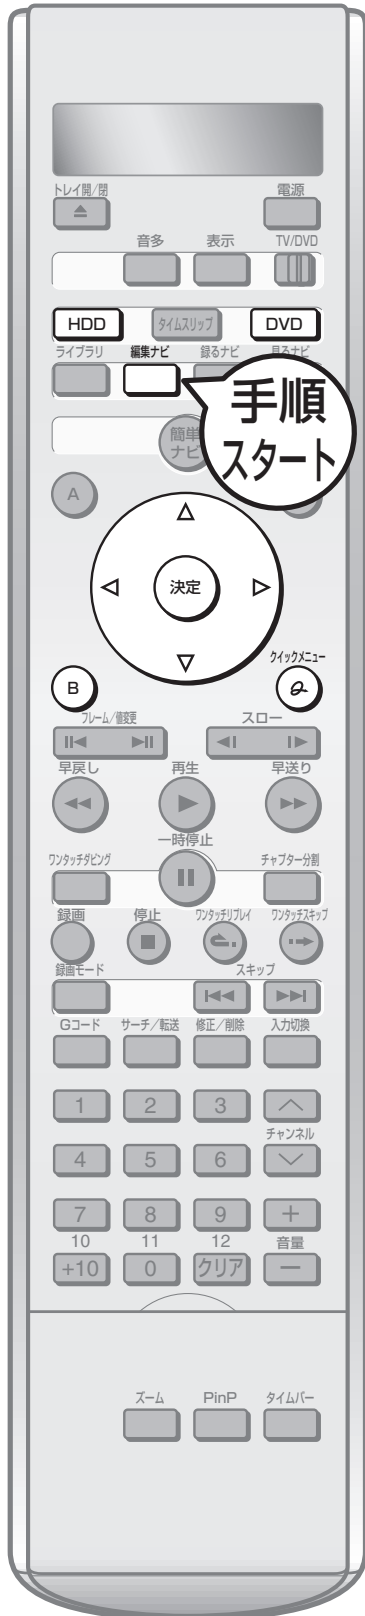 トレイ開/閉 電源
音多 表示 TV/DVD
HDD タイムスリップ DVD
ライブラリ 編集ナビ 録るナビ 見るナビ
手順
スタート
簡単
ナビ
A
決定
クイックメニュー
B
フレーム/値変更 スロー
早戻し 再生 早送り
一時停止
ワンタッチダビング チャプター分割
録画 停止 ワンタッチリプレイ ワンタッチスキップ
録画モード スキップ
Gコード サーチ/転送 修正/削除 入力切換
1 2 3
チャンネル
4 5 6
7 8 9 +
10 11 12 音量
+10 0 クリア −
ズーム PinP タイムバー